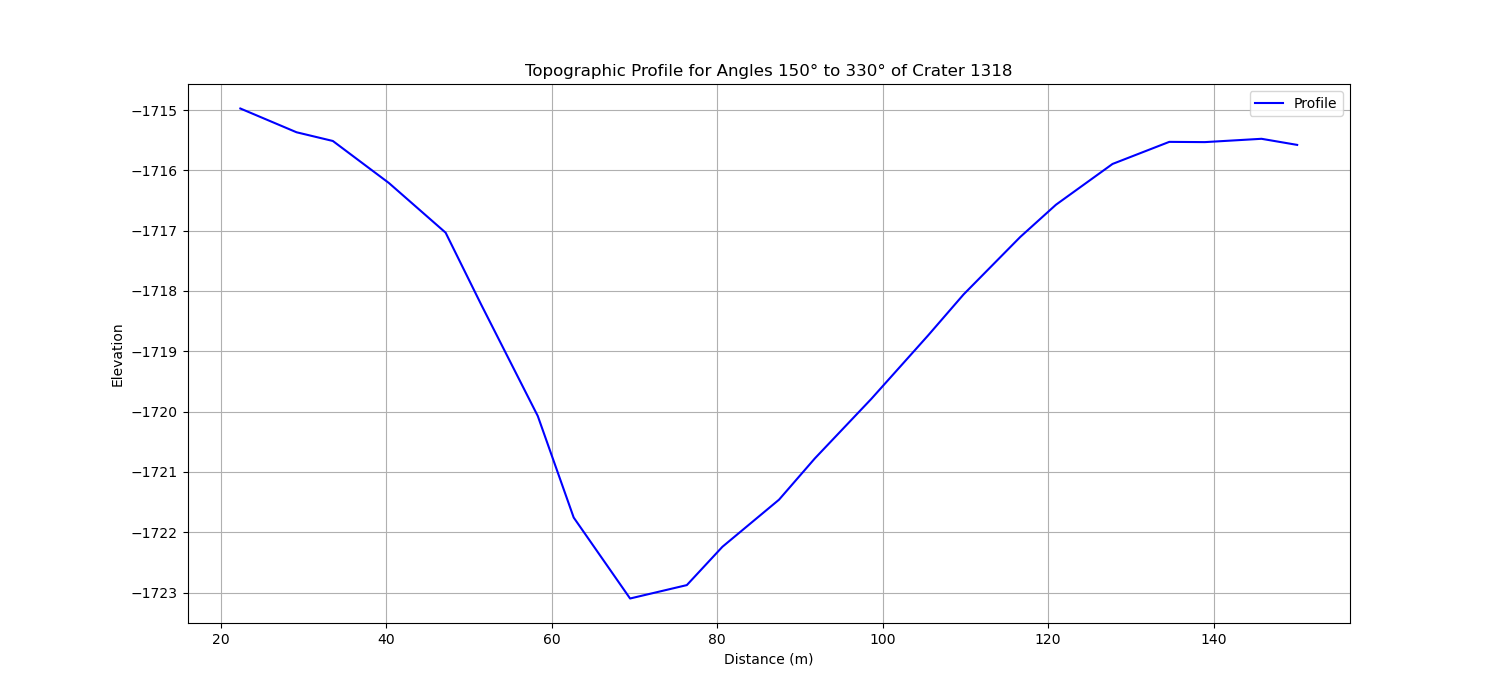 Topographic Profile for Angles 150° to 330° of Crater 1318
Profile
−1715
−1716
−1717
−1718
−1719
−1720
−1721
−1722
−1723
Elevation
20 40 60 80 100 120 140
Distance (m)